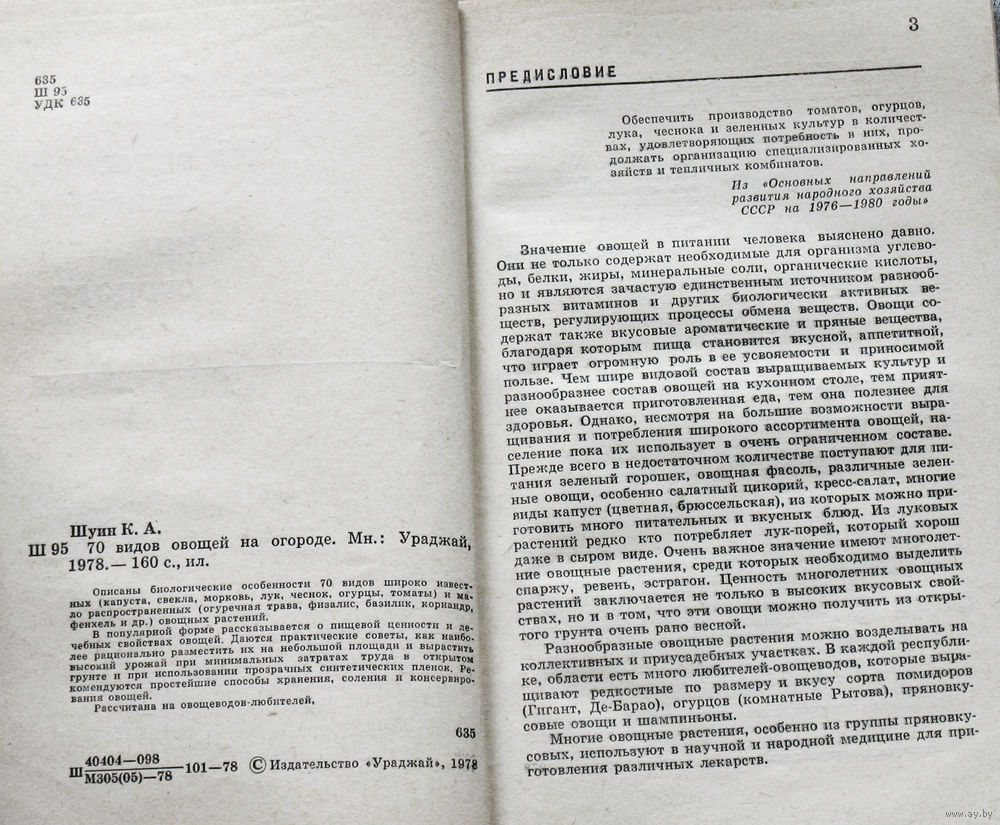 635
Ш 95
УДК 635
Шуин К. А.
Ш 95 70 видов овощей на огороде. Мн.: Ураджай,
1978.— 160 с., ил.
Описаны биологические особенности 70 видов широко извест-
ных (капуста, свекла, морковь, лук, чеснок, огурцы, томаты) и ма-
ло распространенных (огуречная трава, физалис, базилик, кориандр,
фенхель и др.) овощных растений.
В популярной форме рассказывается о пищевой ценности и ле-
чебных свойствах овощей. Даются практические советы, как наибо-
лее рационально разместить их на небольшой площади и вырастить
высокий урожай при минимальных затратах труда в открытом
грунте и при использовании прозрачных синтетических пленок. Ре-
комендуются простейшие способы хранения, соления и консервиро-
вания овощей.
Рассчитана на овощеводов-любителей.
635
Ш 40404—098
М305(05)—78 101—78 © Издательство «Ураджай», 1978
3
ПРЕДИСЛОВИЕ
Обеспечить производство томатов, огурцов,
лука, чеснока и зеленных культур в количест-
вах, удовлетворяющих потребность в них, про-
должать организацию специализированных хо-
зяйств и тепличных комбинатов.
Из «Основных направлений
развития народного хозяйства
СССР на 1976—1980 годы»
Значение овощей в питании человека выяснено давно.
Они не только содержат необходимые для организма углево-
ды, белки, жиры, минеральные соли, органические кислоты,
но и являются зачастую единственным источником разнооб-
разных витаминов и других биологически активных ве-
ществ, регулирующих процессы обмена веществ. Овощи со-
держат также вкусовые ароматические и пряные вещества,
благодаря которым пища становится вкусной, аппетитной,
что играет огромную роль в ее усвояемости и приносимой
пользе. Чем шире видовой состав выращиваемых культур и
разнообразнее состав овощей на кухонном столе, тем прият-
нее оказывается приготовленная еда, тем она полезнее для
здоровья. Однако, несмотря на большие возможности выра-
щивания и потребления широкого ассортимента овощей, на-
селение пока их использует в очень ограниченном составе.
Прежде всего в недостаточном количестве поступают для пи-
тания зеленый горошек, овощная фасоль, различные зелен-
ные овощи, особенно салатный цикорий, кресс-салат, многие
виды капуст (цветная, брюссельская), из которых можно при-
готовить много питательных и вкусных блюд. Из луковых
растений редко кто потребляет лук-порей, который хорош
даже в сыром виде. Очень важное значение имеют многолет-
ние овощные растения, среди которых необходимо выделить
спаржу, ревень, эстрагон. Ценность многолетних овощных
растений заключается не только в высоких вкусовых свой-
ствах, но и в том, что эти овощи можно получить из откры-
того грунта очень рано весной.
Разнообразные овощные растения можно возделывать на
коллективных и приусадебных участках. В каждой республи-
ке, области есть много любителей-овощеводов, которые выра-
щивают редкостные по размеру и вкусу сорта помидоров
(Гигант, Де-Барао), огурцов (комнатные Рытова), пряновку-
совые овощи и шампиньоны.
Многие овощные растения, особенно из группы пряновку-
совых, используют в научной и народной медицине для при-
готовления различных лекарств.
www.ay.by